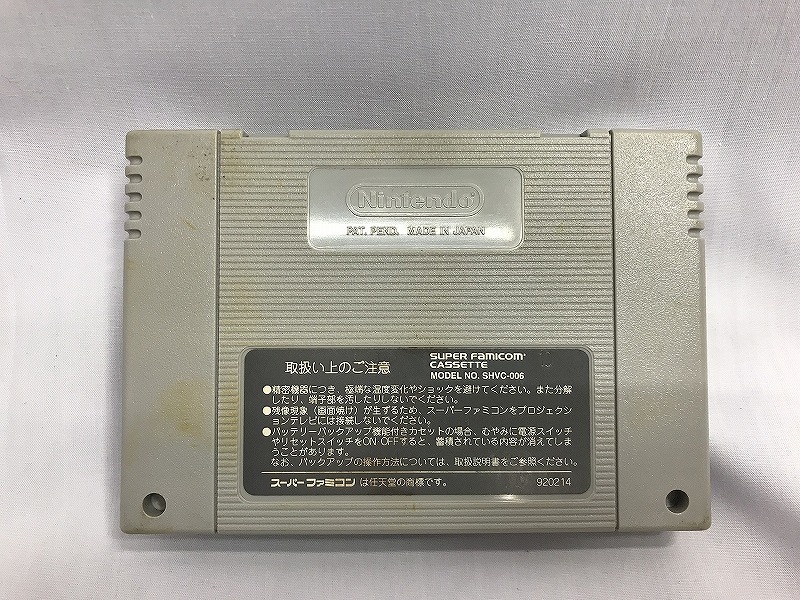 Nintendo
PAT. PEND. MADE IN JAPAN
取扱い上のご注意
SUPER FAMICOM
CASSETTE
MODEL NO. SHVC-006
●精密機器につき、極端な温度変化やショックを避けてください。また分解
したり、端子部を汚したりしないでください。
●残像現象（画面焼け）が生ずるため、スーパーファミコンをプロジェクシ
ョンテレビには接続しないでください。
●バッテリーバックアップ機能付きカセットの場合、むやみに電源スイッチ
やリセットスイッチをON・OFFすると、蓄積されている内容が消えてしま
うことがあります。
なお、バックアップの操作方法については、取扱説明書をご参照ください。
スーパーファミコン は任天堂の商標です。 920214